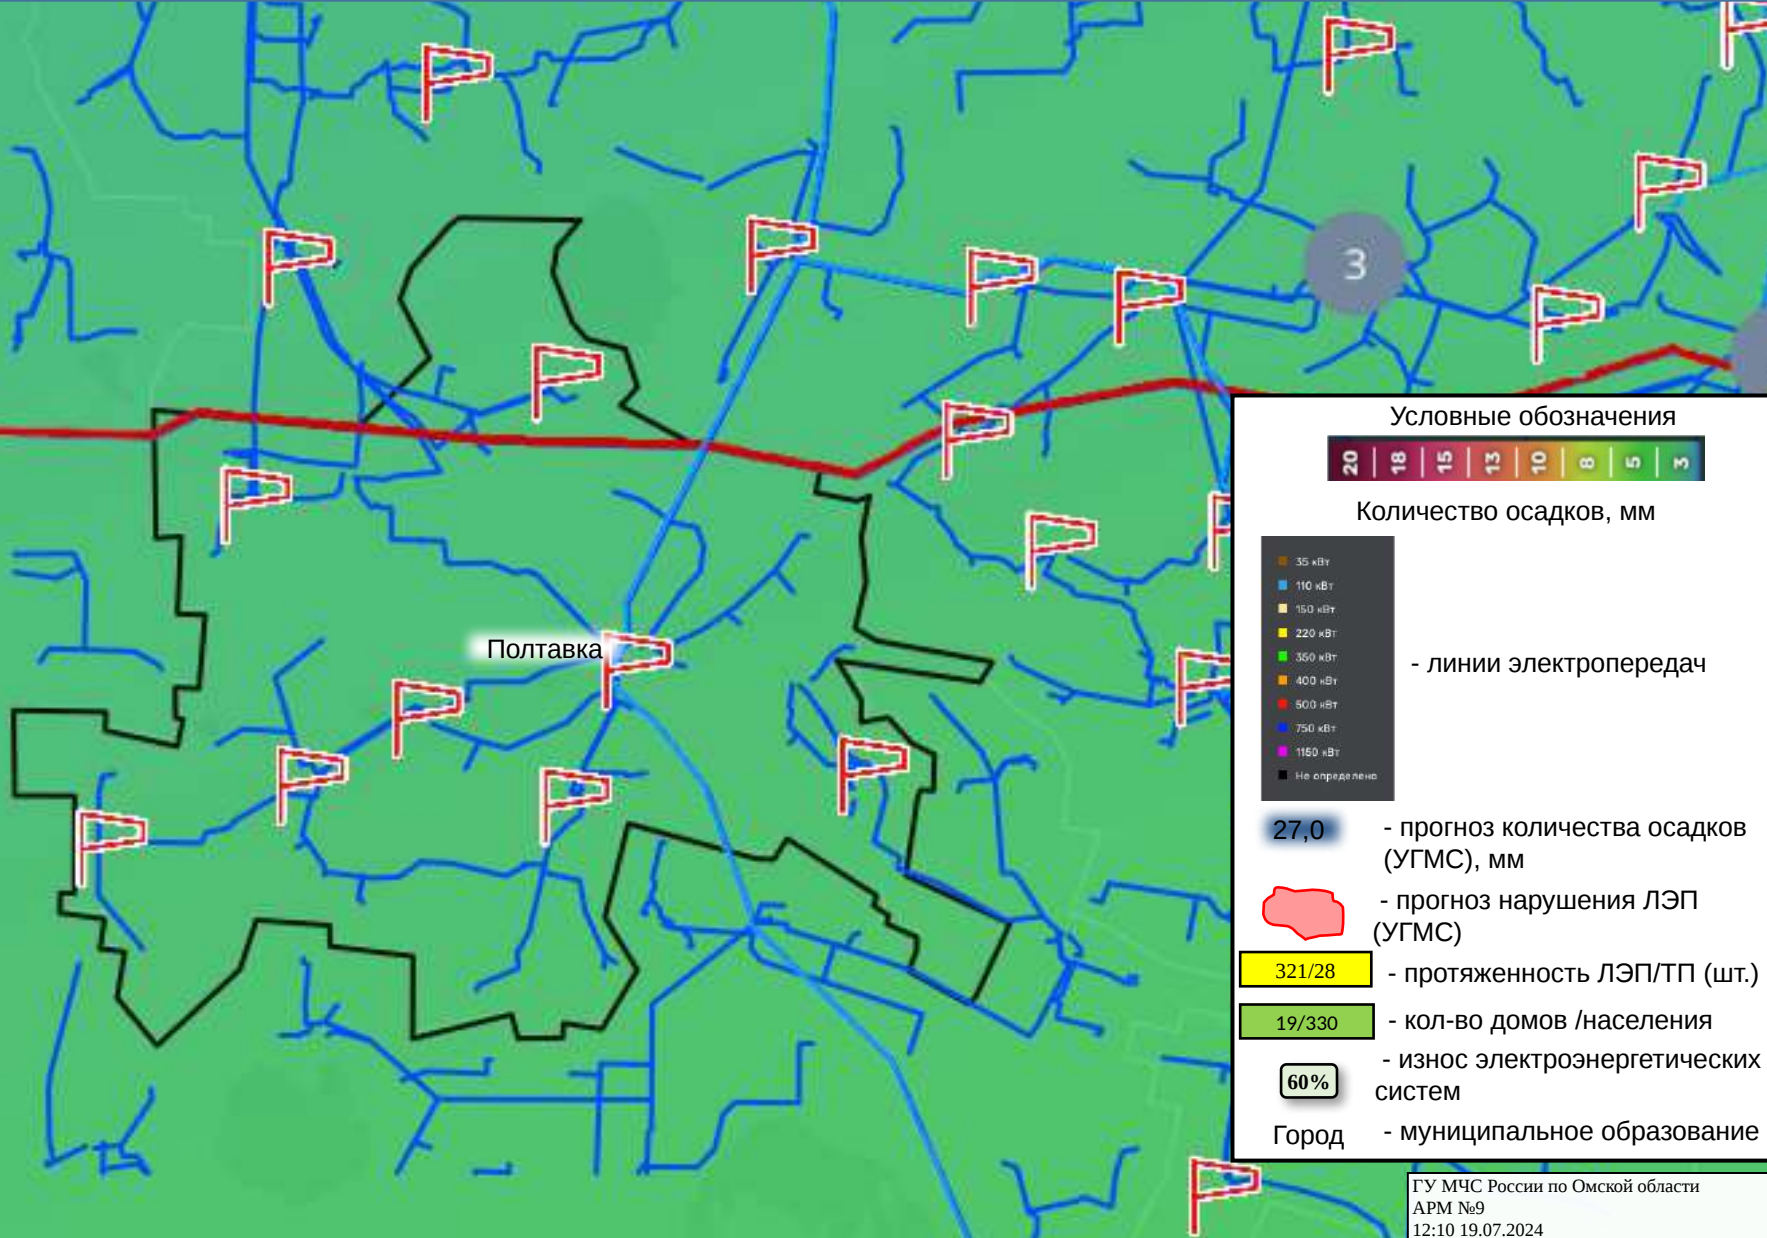 3
Полтавка
Условные обозначения
20 18 15 13 10 8 5 3
Количество осадков, мм
35 кВт
110 кВт
150 кВт
220 кВт
350 кВт
400 кВт
500 кВт
750 кВт
1150 кВт
Не определено
- линии электропередач
27,0
- прогноз количества осадков
(УГМС), мм
- прогноз нарушения ЛЭП
(УГМС)
321/28
- протяженность ЛЭП/ТП (шт.)
19/330
- кол-во домов /населения
- износ электроэнергетических
60%
систем
Город
- муниципальное образование
ГУ МЧС России по Омской области
АРМ №9
12:10 19.07.2024